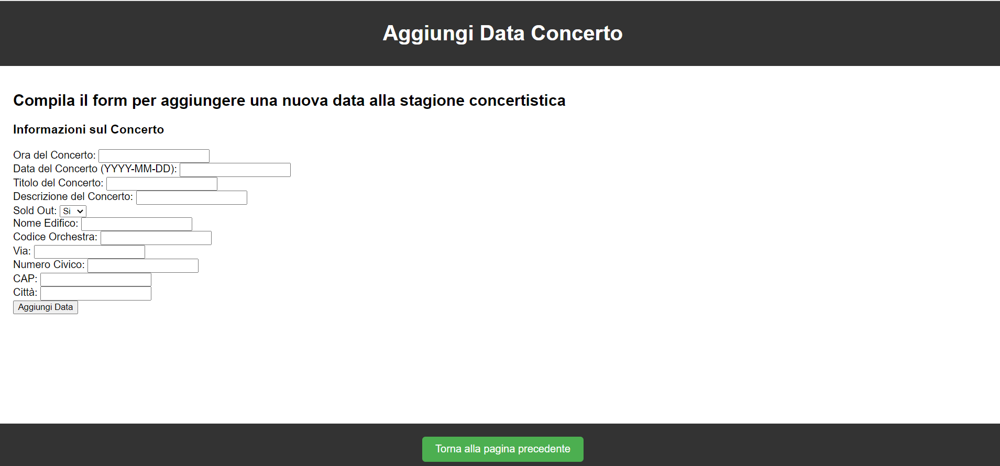 Aggiungi Data Concerto
Compila il form per aggiungere una nuova data alla stagione concertistica
Informazioni sul Concerto
Ora del Concerto:
Data del Concerto (YYYY-MM-DD):
Titolo del Concerto:
Descrizione del Concerto:
Sold Out: Si
Nome Edifico:
Codice Orchestra:
Via:
Numero Civico:
CAP:
Città:
Aggiungi Data
Torna alla pagina precedente